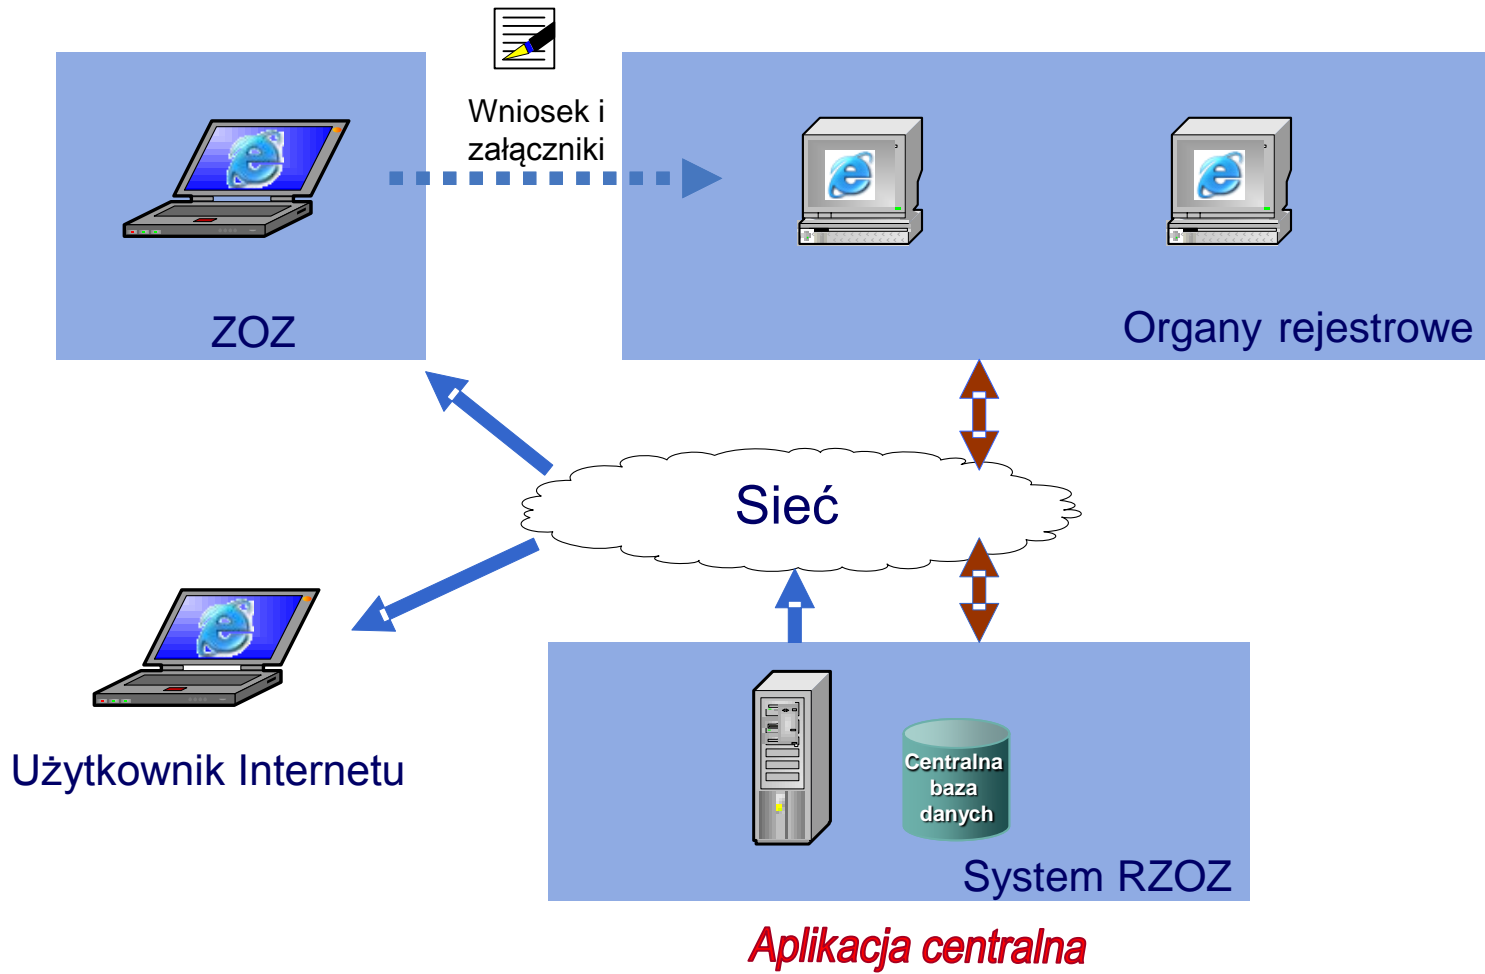 Wniosek i
załączniki
ZOZ
Organy rejestrowe
Sieć
Użytkownik Internetu
Centralna
baza
danych
System RZOZ
Aplikacja centralna